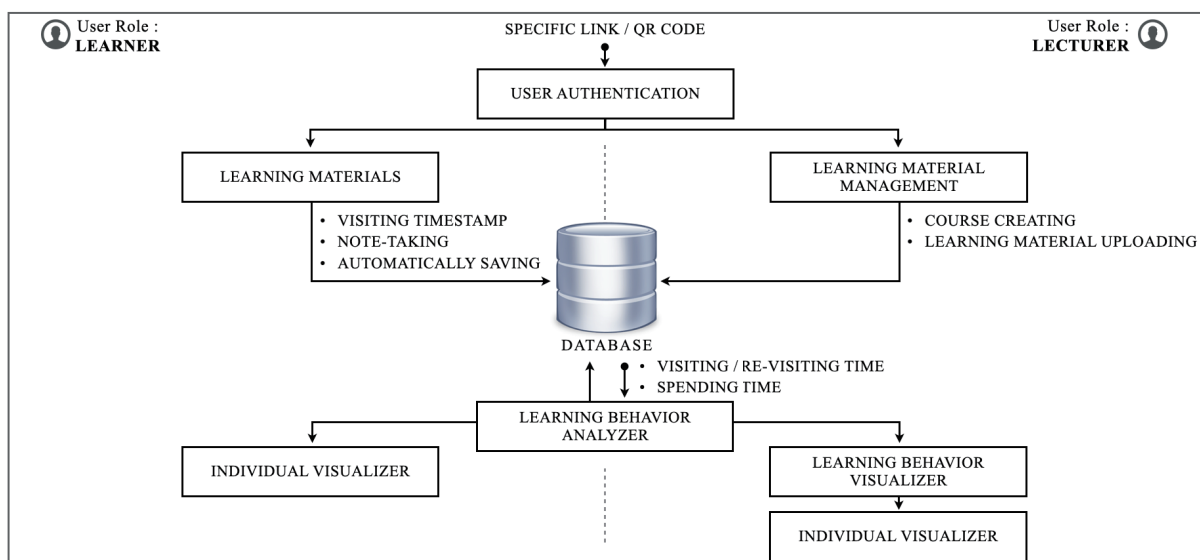 User Role :
LEARNER
SPECIFIC LINK / QR CODE
User Role :
LECTURER
USER AUTHENTICATION
LEARNING MATERIALS
LEARNING MATERIAL
MANAGEMENT
• VISITING TIMESTAMP
• NOTE-TAKING
• AUTOMATICALLY SAVING
• COURSE CREATING
• LEARNING MATERIAL UPLOADING
DATABASE
• VISITING / RE-VISITING TIME
• SPENDING TIME
LEARNING BEHAVIOR
ANALYZER
INDIVIDUAL VISUALIZER
LEARNING BEHAVIOR
VISUALIZER
INDIVIDUAL VISUALIZER